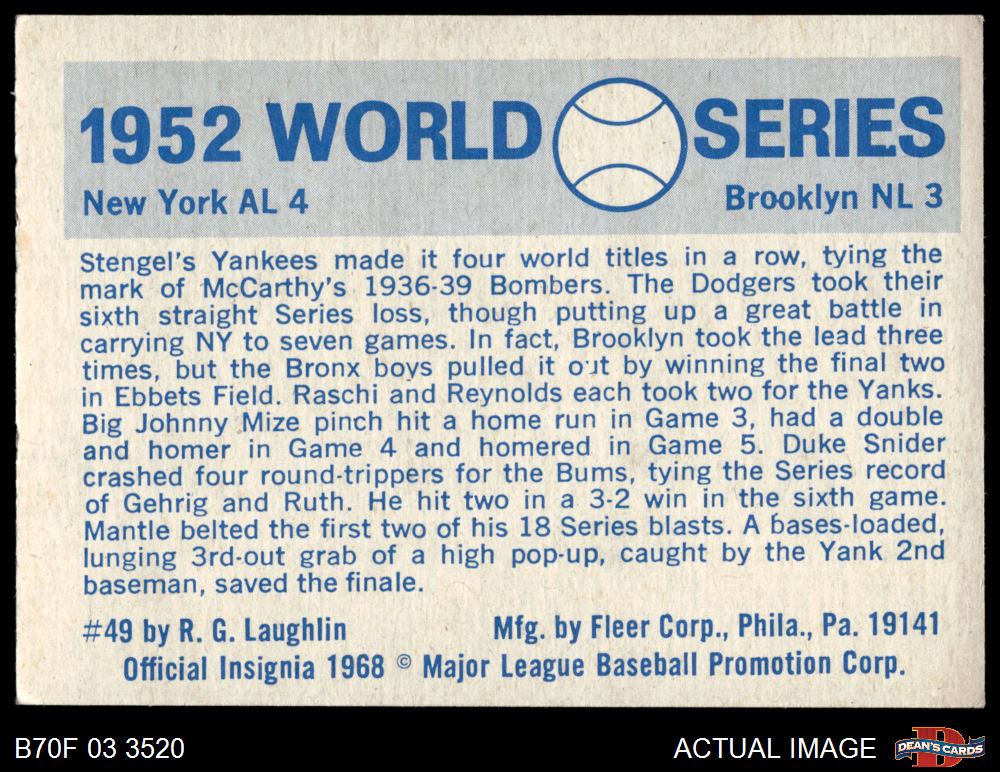 1952 WORLD SERIES
New York AL 4 Brooklyn NL 3
Stengel's Yankees made it four world titles in a row, tying the
mark of McCarthy's 1936-39 Bombers. The Dodgers took their
sixth straight Series loss, though putting up a great battle in
carrying NY to seven games. In fact, Brooklyn took the lead three
times, but the Bronx boys pulled it out by winning the final two
in Ebbets Field. Raschi and Reynolds each took two for the Yanks.
Big Johnny Mize pinch hit a home run in Game 3, had a double
and homer in Game 4 and homered in Game 5. Duke Snider
crashed four round-trippers for the Bums, tying the Series record
of Gehrig and Ruth. He hit two in a 3-2 win in the sixth game.
Mantle belted the first two of his 18 Series blasts. A bases-loaded,
lunging 3rd-out grab of a high pop-up, caught by the Yank 2nd
baseman, saved the finale.
#49 by R. G. Laughlin Mfg. by Fleer Corp., Phila., Pa. 19141
Official Insignia 1968 © Major League Baseball Promotion Corp.
B70F 03 3520 ACTUAL IMAGE DEAN'S CARDS